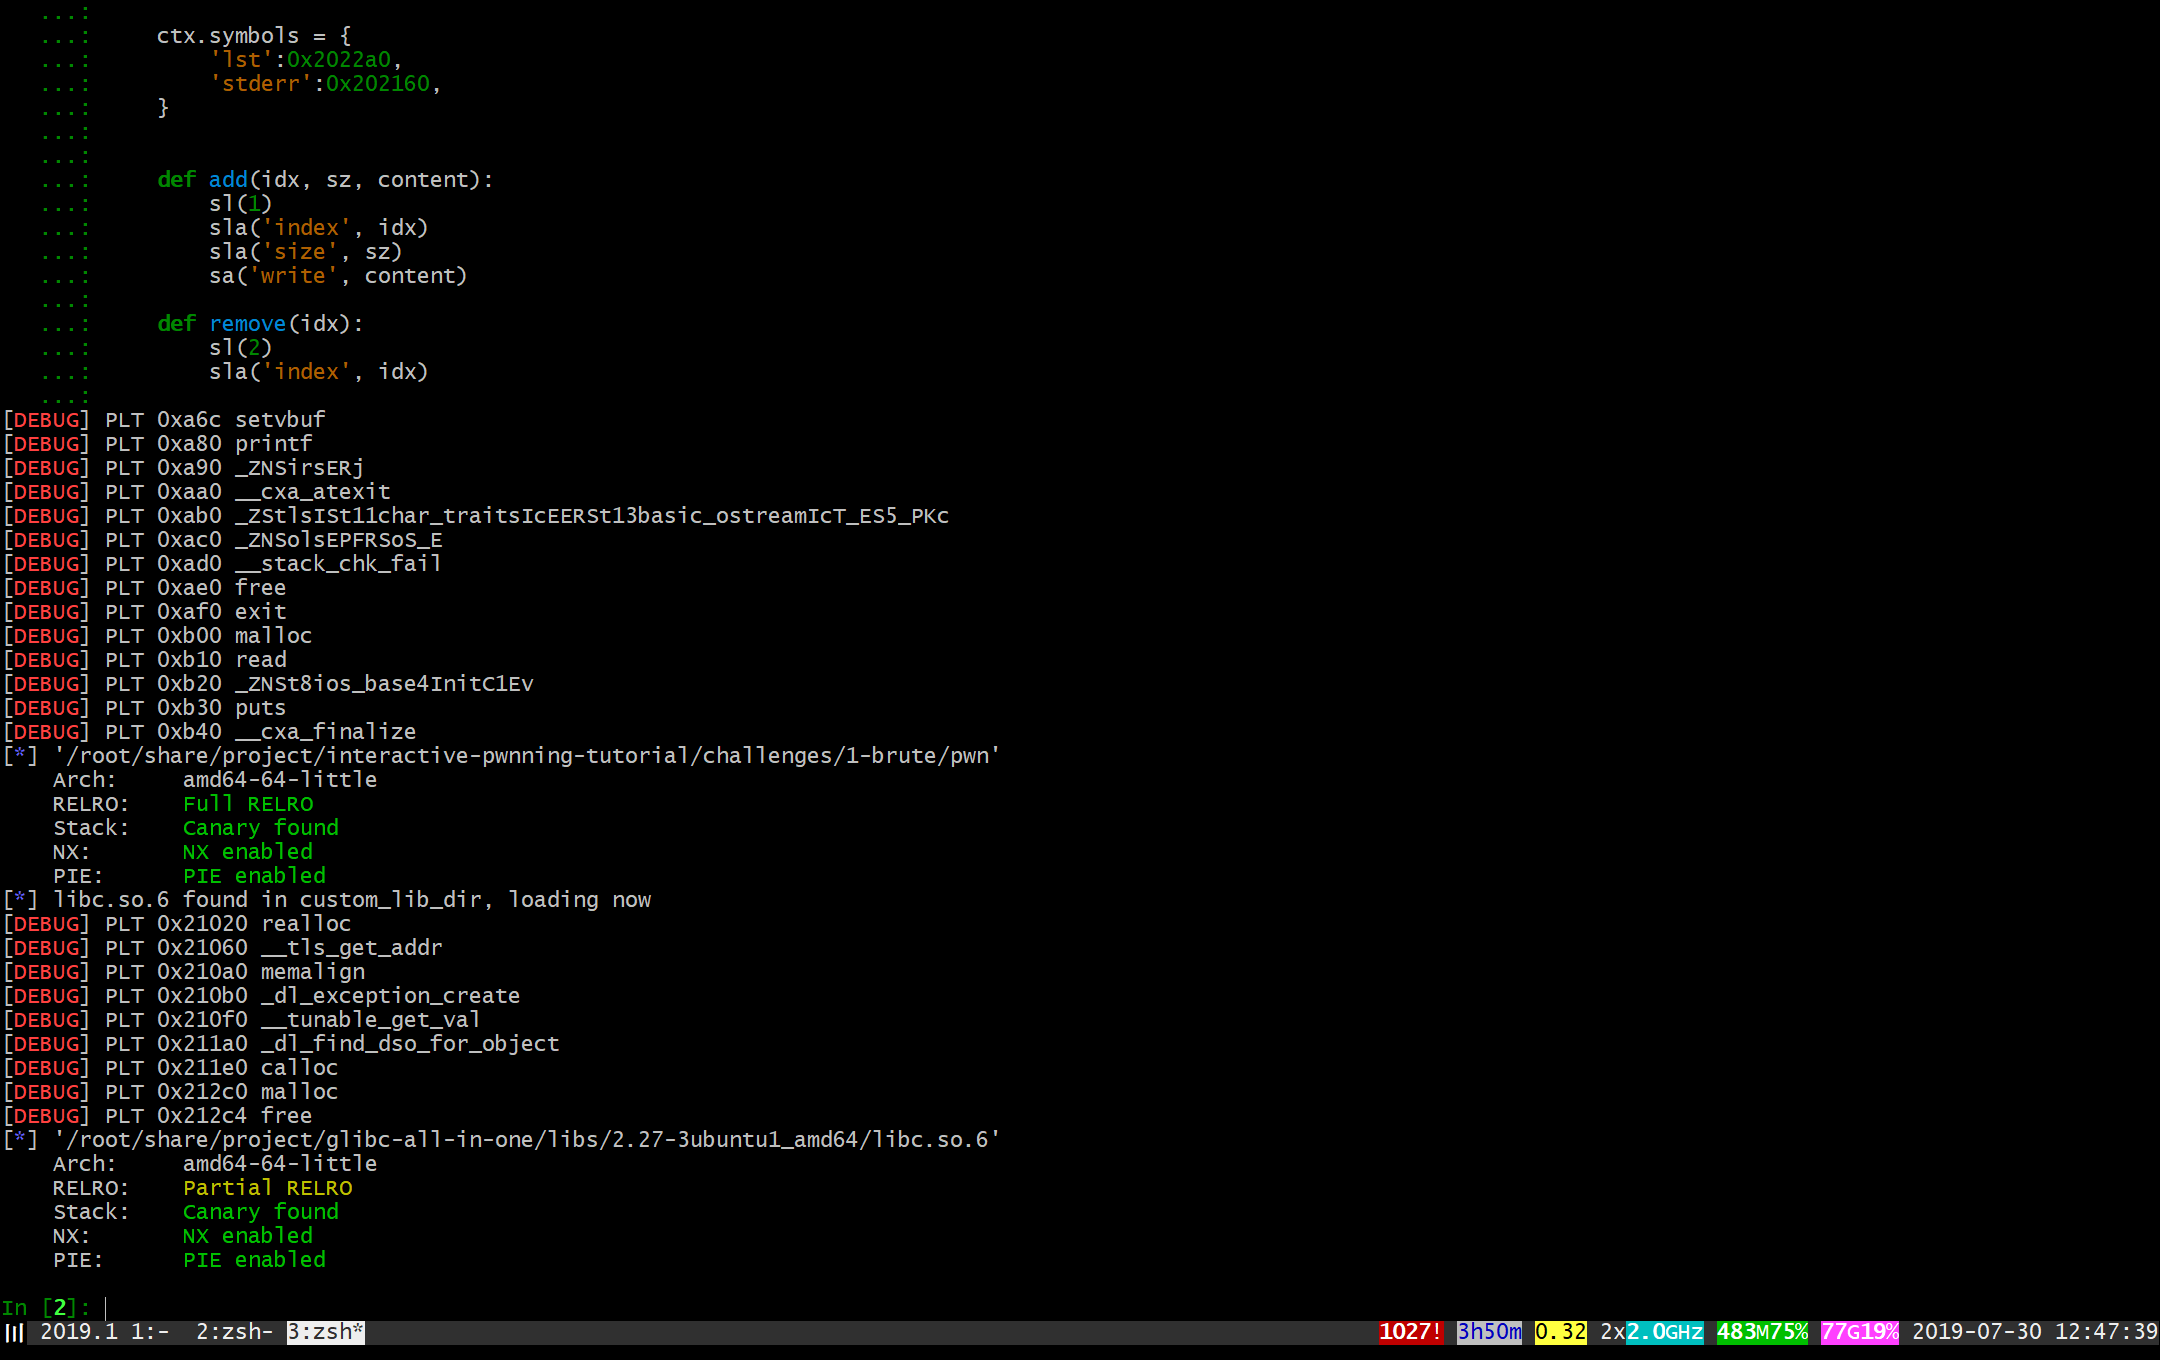 ...:
...:     ctx.symbols = {
...:         'lst':0x2022a0,
...:         'stderr':0x202160,
...:     }
...:
...:
...:     def add(idx, sz, content):
...:         sl(1)
...:         sla('index', idx)
...:         sla('size', sz)
...:         sa('write', content)
...:
...:     def remove(idx):
...:         sl(2)
...:         sla('index', idx)
...:
[DEBUG] PLT 0xa6c setvbuf
[DEBUG] PLT 0xa80 printf
[DEBUG] PLT 0xa90 _ZNSirsERj
[DEBUG] PLT 0xaa0 __cxa_atexit
[DEBUG] PLT 0xab0 _ZStlsISt11char_traitsIcEERSt13basic_ostreamIcT_ES5_PKc
[DEBUG] PLT 0xac0 _ZNSolsEPFRSoS_E
[DEBUG] PLT 0xad0 __stack_chk_fail
[DEBUG] PLT 0xae0 free
[DEBUG] PLT 0xaf0 exit
[DEBUG] PLT 0xb00 malloc
[DEBUG] PLT 0xb10 read
[DEBUG] PLT 0xb20 _ZNSt8ios_base4InitC1Ev
[DEBUG] PLT 0xb30 puts
[DEBUG] PLT 0xb40 __cxa_finalize
[*] '/root/share/project/interactive-pwnning-tutorial/challenges/1-brute/pwn'
    Arch:     amd64-64-little
    RELRO:    Full RELRO
    Stack:    Canary found
    NX:       NX enabled
    PIE:      PIE enabled
[*] libc.so.6 found in custom_lib_dir, loading now
[DEBUG] PLT 0x21020 realloc
[DEBUG] PLT 0x21060 __tls_get_addr
[DEBUG] PLT 0x210a0 memalign
[DEBUG] PLT 0x210b0 _dl_exception_create
[DEBUG] PLT 0x210f0 __tunable_get_val
[DEBUG] PLT 0x211a0 _dl_find_dso_for_object
[DEBUG] PLT 0x211e0 calloc
[DEBUG] PLT 0x212c0 malloc
[DEBUG] PLT 0x212c4 free
[*] '/root/share/project/glibc-all-in-one/libs/2.27-3ubuntu1_amd64/libc.so.6'
    Arch:     amd64-64-little
    RELRO:    Partial RELRO
    Stack:    Canary found
    NX:       NX enabled
    PIE:      PIE enabled
In [2]:
2019.1 1:-  2:zsh- 3:zsh* 1027! 3h50m 0.32 2x2.0GHz 483M75% 77G19% 2019-07-30 12:47:39